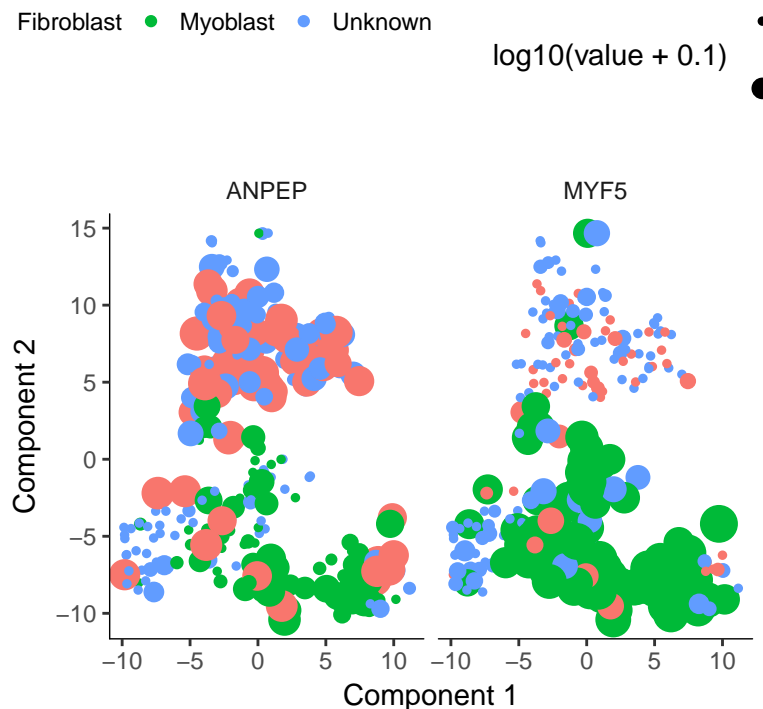 Fibroblast Myoblast Unknown
log10(value + 0.1)
ANPEP MYF5
15
10
5
0
−5
−10
Component 2
−10 −5 0 5 10 −10 −5 0 5 10
Component 1